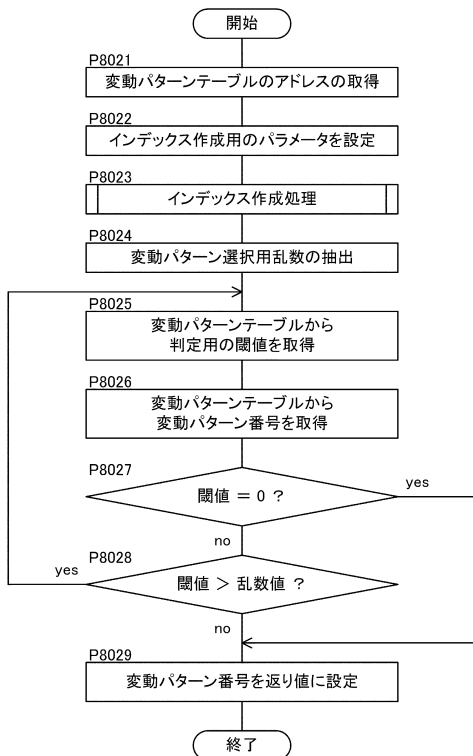 開始
P8021
変動パターンテーブルのアドレスの取得
P8022
インデックス作成用のパラメータを設定
P8023
インデックス作成処理
P8024
変動パターン選択用乱数の抽出
P8025
変動パターンテーブルから
判定用の閾値を取得
P8026
変動パターンテーブルから
変動パターン番号を取得
P8027
閾値 = 0 ?
yes
no
P8028
閾値 > 乱数値 ?
yes
no
P8029
変動パターン番号を返り値に設定
終了